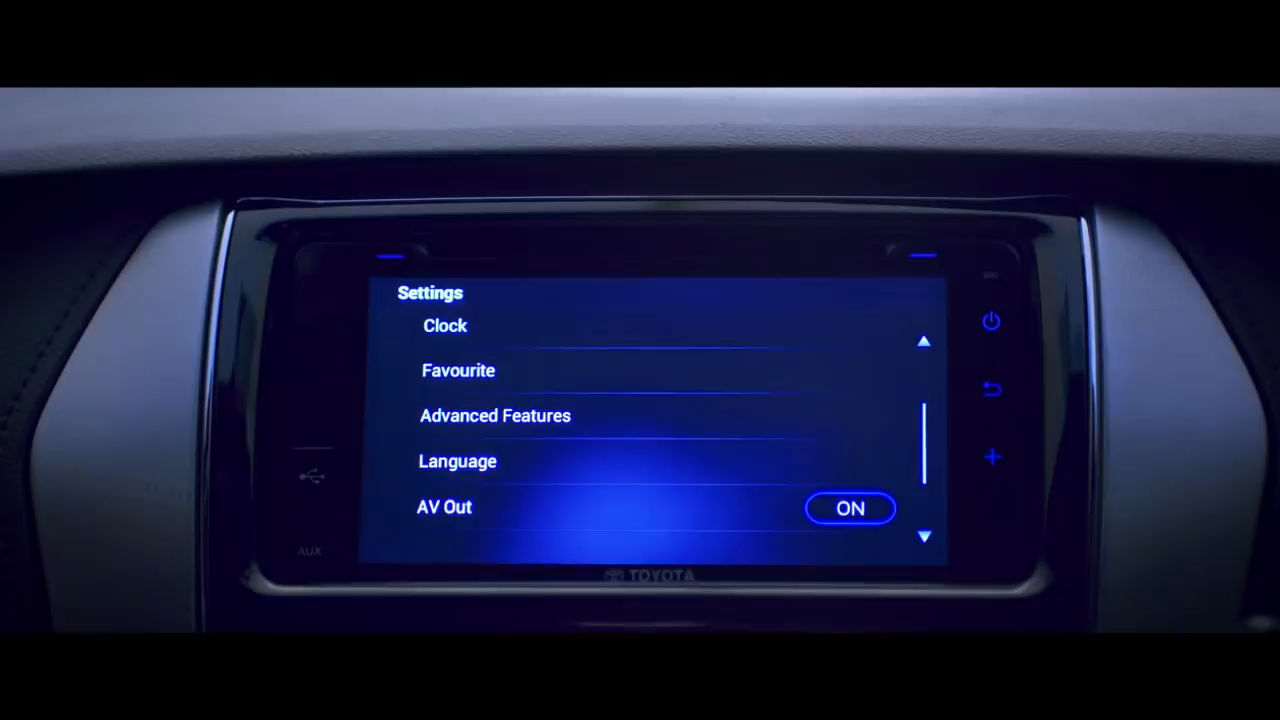 Settings
Clock
Favourite
Advanced Features
Language
AV Out ON
AUX
TOYOTA